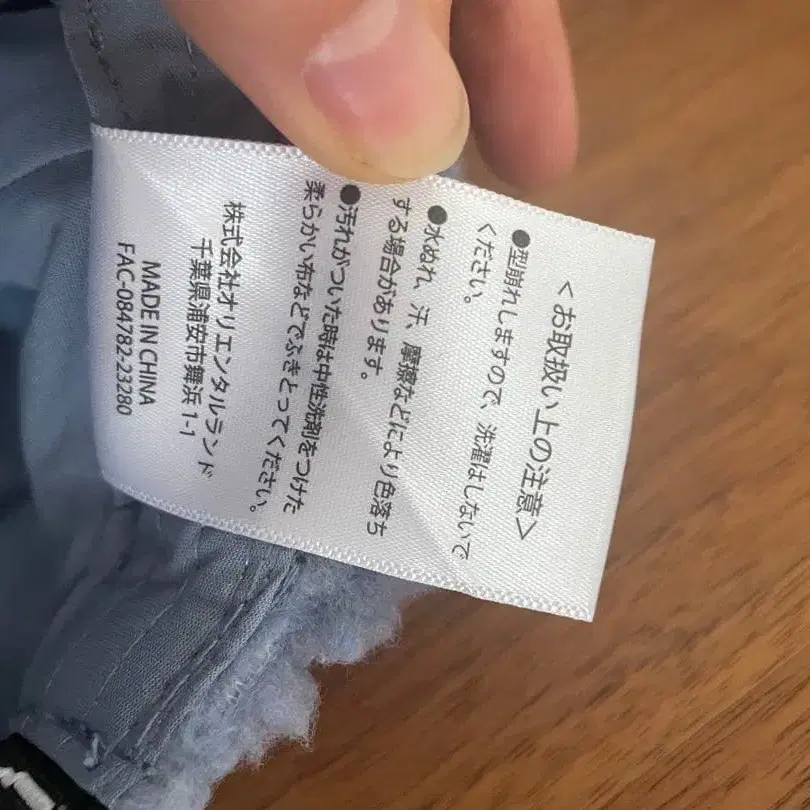 <お取扱い上の注意>
●型崩れしますので、洗濯はしないで
ください。
●水ぬれ、汗、摩擦などにより色落ち
する場合があります。
●汚れがついた時は中性洗剤をつけた
柔らかい布などでふきとってください。
株式会社オリエンタルランド
千葉県浦安市舞浜1-1
MADE IN CHINA
FAC-084782-23280